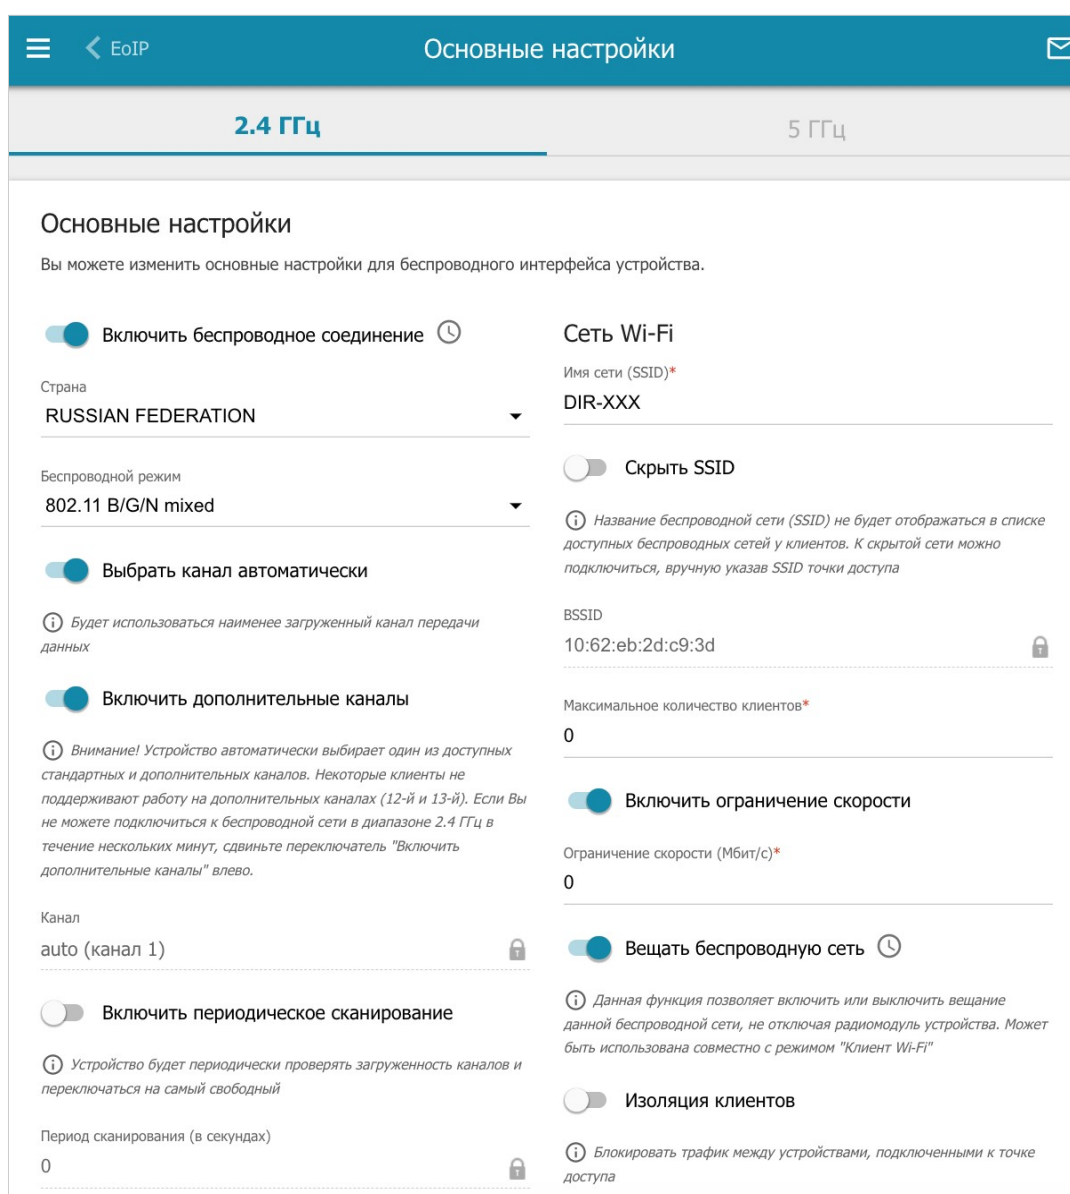 EoIP
Основные настройки
2.4 ГГц
5 ГГц
Основные настройки
Вы можете изменить основные настройки для беспроводного интерфейса устройства.
Включить беспроводное соединение
Страна
RUSSIAN FEDERATION
Беспроводной режим
802.11 B/G/N mixed
Выбрать канал автоматически
Будет использоваться наименее загруженный канал передачи
данных
Включить дополнительные каналы
Внимание! Устройство автоматически выбирает один из доступных
стандартных и дополнительных каналов. Некоторые клиенты не
поддерживают работу на дополнительных каналах (12-й и 13-й). Если Вы
не можете подключиться к беспроводной сети в диапазоне 2.4 ГГц в
течение нескольких минут, сдвиньте переключатель "Включить
дополнительные каналы" влево.
Канал
auto (канал 1)
Включить периодическое сканирование
Устройство будет периодически проверять загруженность каналов и
переключаться на самый свободный
Период сканирования (в секундах)
0
Сеть Wi-Fi
Имя сети (SSID)*
DIR-XXX
Скрыть SSID
Название беспроводной сети (SSID) не будет отображаться в списке
доступных беспроводных сетей у клиентов. К скрытой сети можно
подключиться, вручную указав SSID точки доступа
BSSID
10:62:eb:2d:c9:3d
Максимальное количество клиентов*
0
Включить ограничение скорости
Ограничение скорости (Мбит/с)*
0
Вещать беспроводную сеть
Данная функция позволяет включить или выключить вещание
данной беспроводной сети, не отключая радиомодуль устройства. Может
быть использована совместно с режимом "Клиент Wi-Fi"
Изоляция клиентов
Блокировать трафик между устройствами, подключенными к точке
доступа